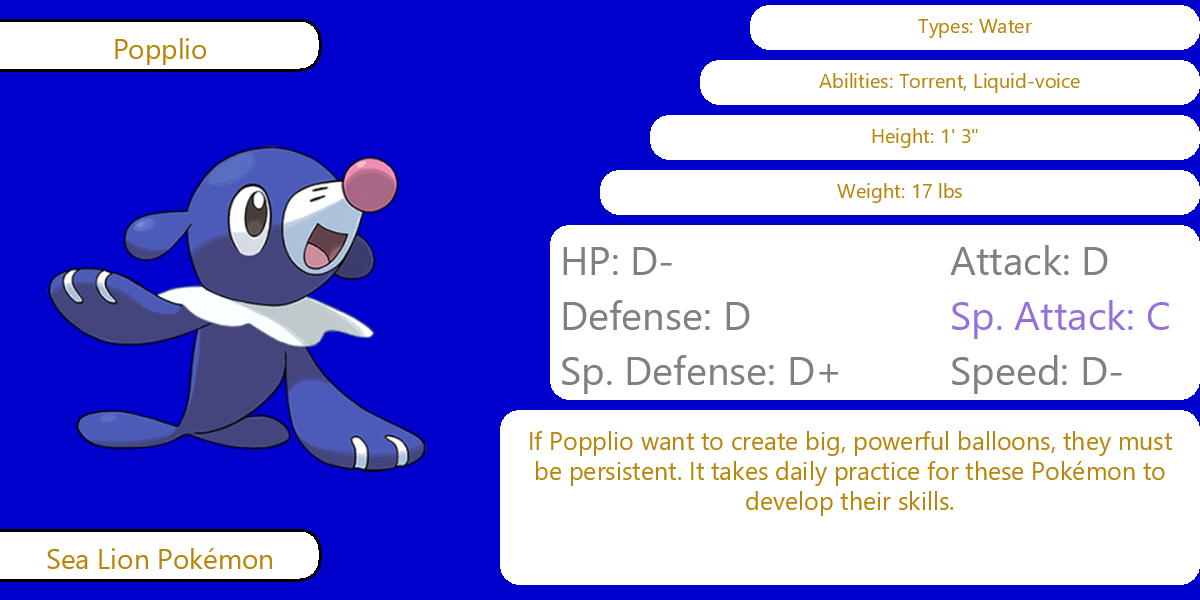 Popplio
Types: Water
Abilities: Torrent, Liquid-voice
Height: 1' 3"
Weight: 17 lbs
HP: D-
Attack: D
Defense: D
Sp. Attack: C
Sp. Defense: D+
Speed: D-
If Popplio want to create big, powerful balloons, they must
be persistent. It takes daily practice for these Pokémon to
develop their skills.
Sea Lion Pokémon